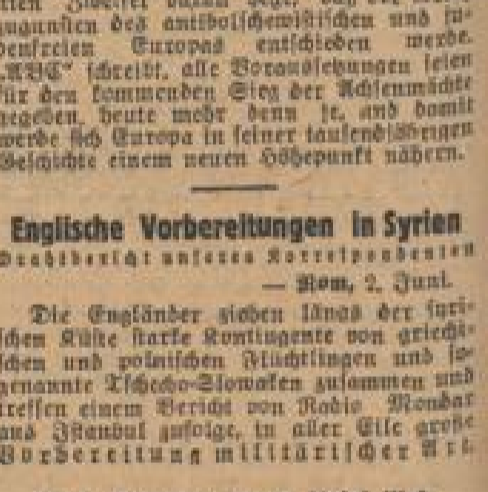 zugunsten des antibolschewistischen und ju-
denfreien Europas entschieden werde.
„ABC“ schreibt, alle Voraussetzungen seien
für den kommenden Sieg der Achsenmächte
gegeben, heute mehr denn je, und damit
werde sich Europa in seiner tausendjährigen
Geschichte einem neuen Höhepunkt nähern.
Englische Vorbereitungen in Syrien
Drahtbericht unseres Korrespondenten
— Rom, 2. Juni.
Die Engländer ziehen längs der syri-
schen Küste starke Kontingente von griechi-
schen und polnischen Flüchtlingen und so-
genannte Tschecho-Slowaken zusammen und
treffen einem Bericht von Radio Mondar
aus Istanbul zufolge, in aller Eile große
Vorbereitung militärischer Art.